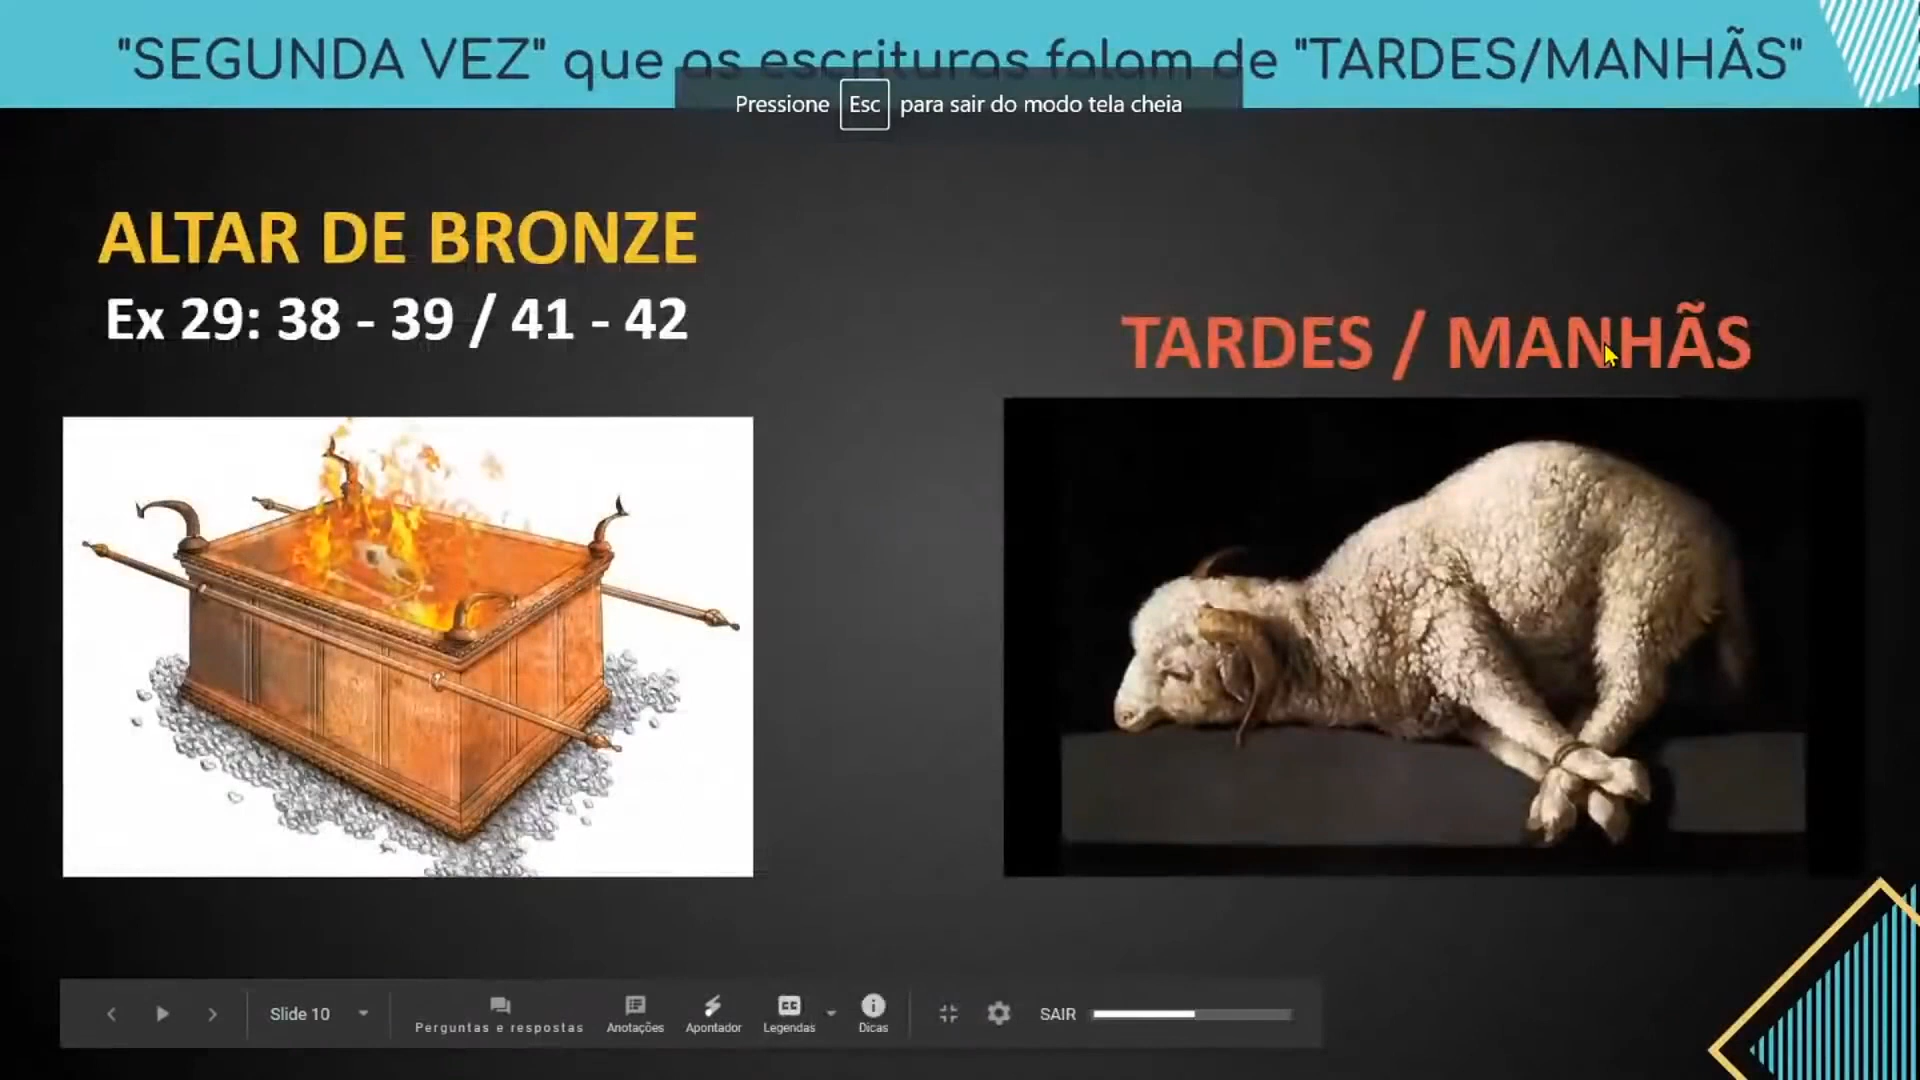 "SEGUNDA VEZ" que as escrituras falam de "TARDES/MANHÃS"
Pressione Esc para sair do modo tela cheia
ALTAR DE BRONZE
Ex 29: 38 - 39 / 41 - 42
TARDES / MANHÃS
Slide 10
Perguntas e respostas
Anotações
Apontador
CC
Legendas
Dicas
SAIR